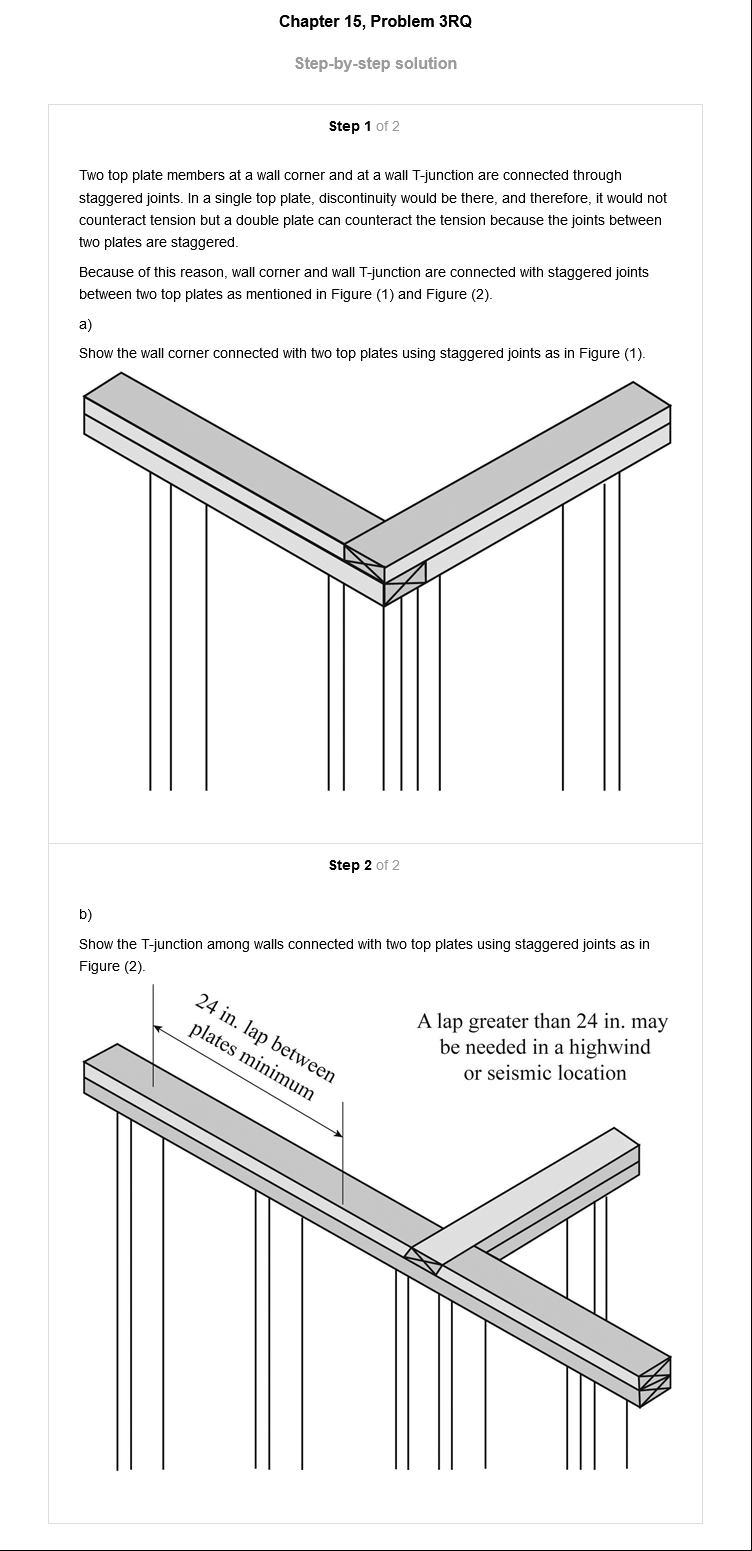 Chapter 15, Problem 3RQ
Step-by-step solution
Step 1 of 2
Two top plate members at a wall corner and at a wall T-junction are connected through
staggered joints. In a single top plate, discontinuity would be there, and therefore, it would not
counteract tension but a double plate can counteract the tension because the joints between
two plates are staggered.
Because of this reason, wall corner and wall T-junction are connected with staggered joints
between two top plates as mentioned in Figure (1) and Figure (2).
a)
Show the wall corner connected with two top plates using staggered joints as in Figure (1).
Step 2 of 2
b)
Show the T-junction among walls connected with two top plates using staggered joints as in
Figure (2).
24 in. lap between
plates minimum
A lap greater than 24 in. may
be needed in a highwind
or seismic location